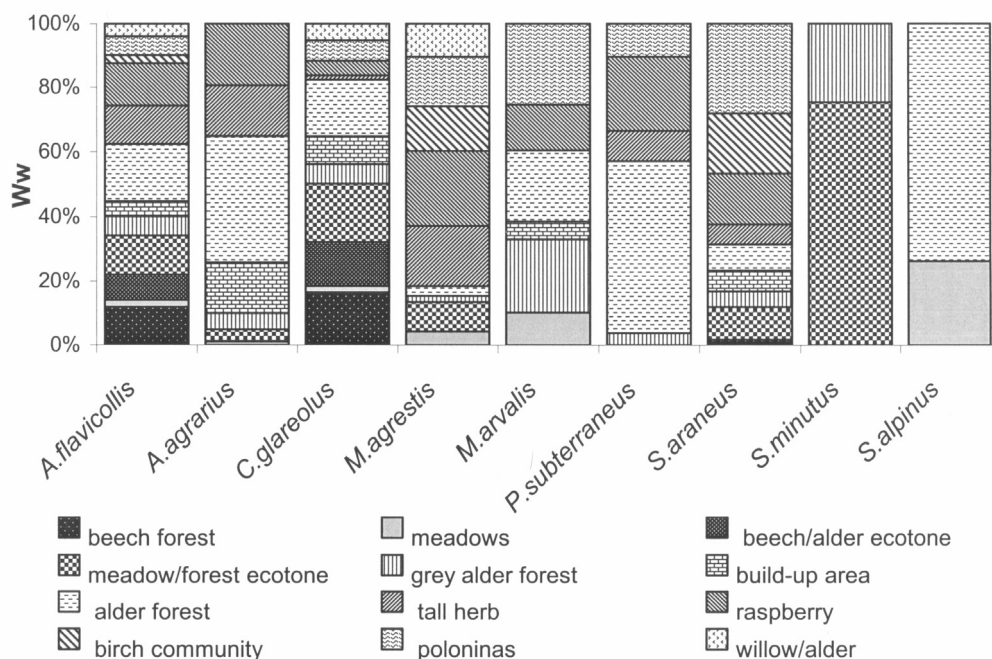 100%
80%
60%
40%
20%
0%
Ww
A.flavicollis
A.agrarius
C.glareolus
M.agrestis
M.arvalis
P.subterraneus
S.araneus
S.minutus
S.alpinus
beech forest
meadows
beech/alder ecotone
meadow/forest ecotone
grey alder forest
build-up area
alder forest
tall herb
raspberry
birch community
poloninas
willow/alder